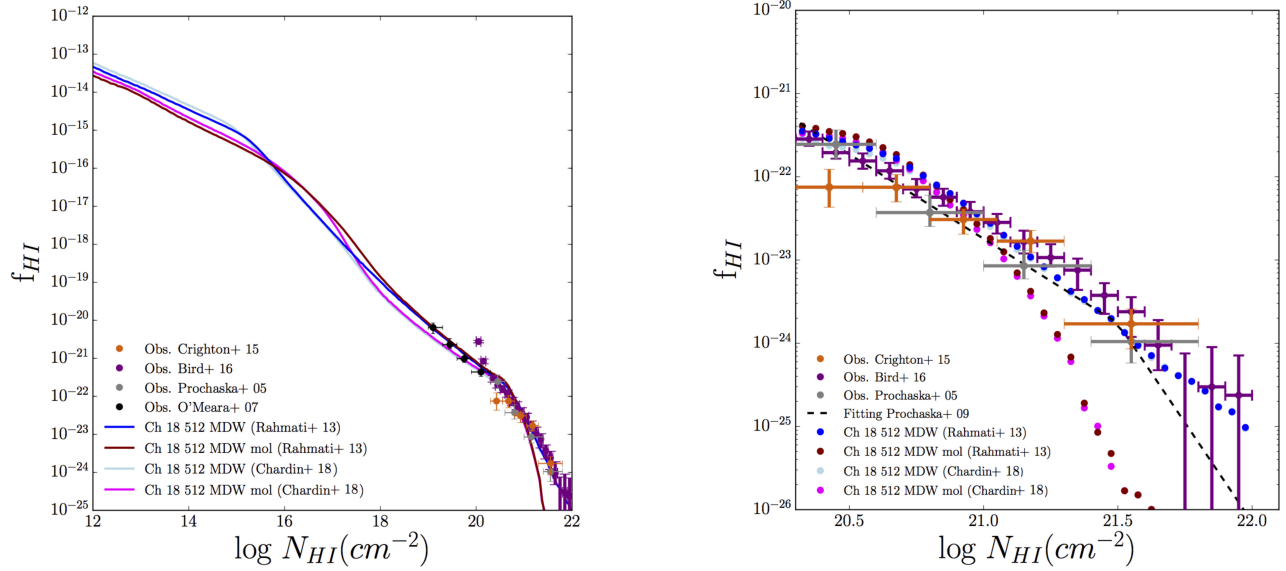 10⁻¹²
10⁻¹³
10⁻¹⁴
10⁻¹⁵
10⁻¹⁶
10⁻¹⁷
10⁻¹⁸
10⁻¹⁹
10⁻²⁰
10⁻²¹
10⁻²²
10⁻²³
10⁻²⁴
10⁻²⁵
f_HI
Obs. Crighton+ 15
Obs. Bird+ 16
Obs. Prochaska+ 05
Obs. O'Meara+ 07
Ch 18 512 MDW (Rahmati+ 13)
Ch 18 512 MDW mol (Rahmati+ 13)
Ch 18 512 MDW (Chardin+ 18)
Ch 18 512 MDW mol (Chardin+ 18)
12 14 16 18 20 22
log N_HI(cm⁻²)
10⁻²⁰
10⁻²¹
10⁻²²
10⁻²³
10⁻²⁴
10⁻²⁵
10⁻²⁶
f_HI
Obs. Crighton+ 15
Obs. Bird+ 16
Obs. Prochaska+ 05
Fitting Prochaska+ 09
Ch 18 512 MDW (Rahmati+ 13)
Ch 18 512 MDW mol (Rahmati+ 13)
Ch 18 512 MDW (Chardin+ 18)
Ch 18 512 MDW mol (Chardin+ 18)
20.5 21.0 21.5 22.0
log N_HI(cm⁻²)